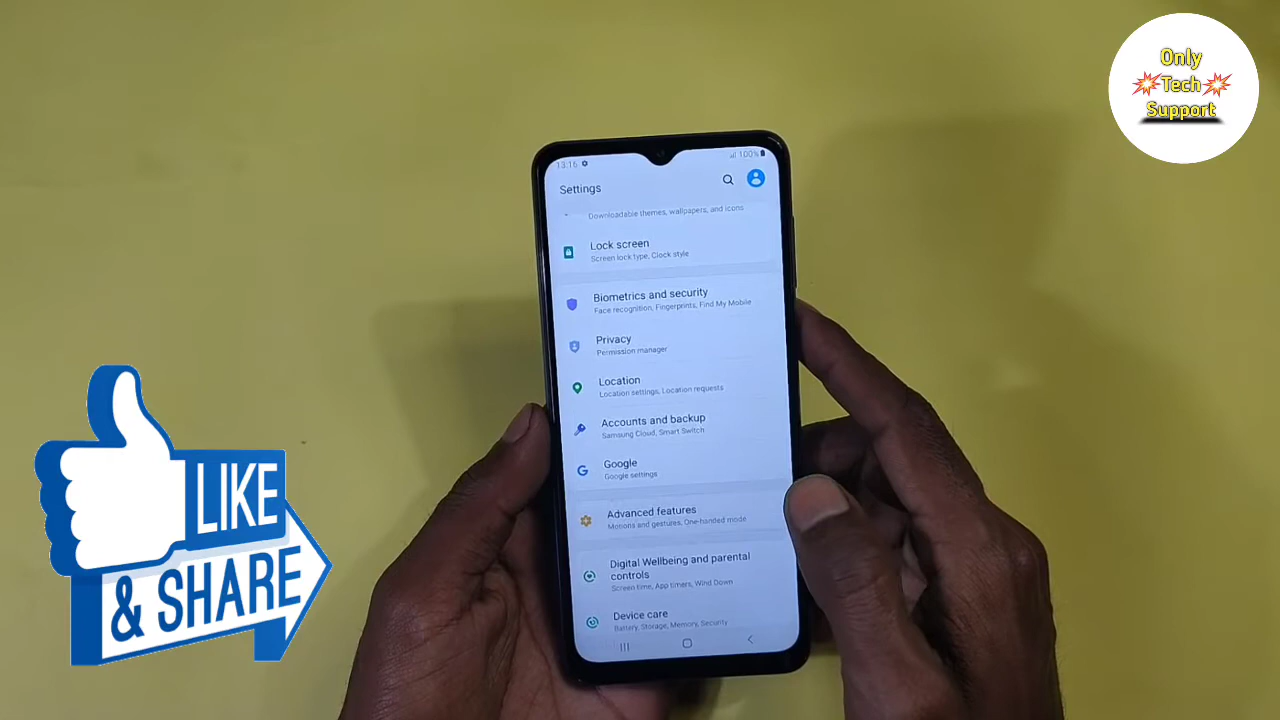 Only
Tech
Support
13:16
100%
Settings
Downloadable themes, wallpapers, and icons
Lock screen
Screen lock type, Clock style
Biometrics and security
Face recognition, Fingerprints, Find My Mobile
Privacy
Permission manager
Location
Location settings, Location requests
Accounts and backup
Samsung Cloud, Smart Switch
Google
Google settings
Advanced features
Motions and gestures, One-handed mode
Digital Wellbeing and parental
controls
Screen time, App timers, Wind Down
Device care
Battery, Storage, Memory, Security
LIKE
& SHARE